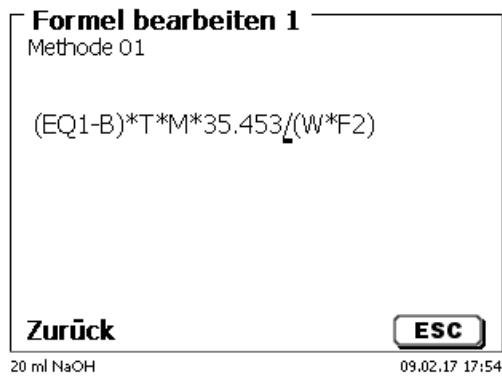 Formel bearbeiten 1
Methode 01
(EQ1-B)*T*M*35.453/(W*F2)
Zurück
ESC
20 ml NaOH
09.02.17 17:54